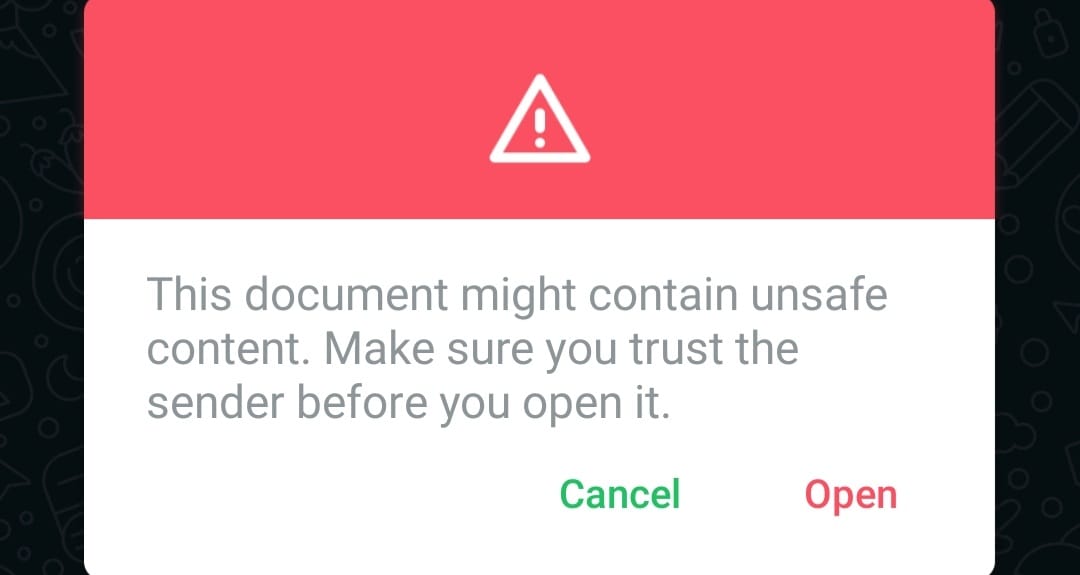 This document might contain unsafe
content. Make sure you trust the
sender before you open it.
Cancel Open